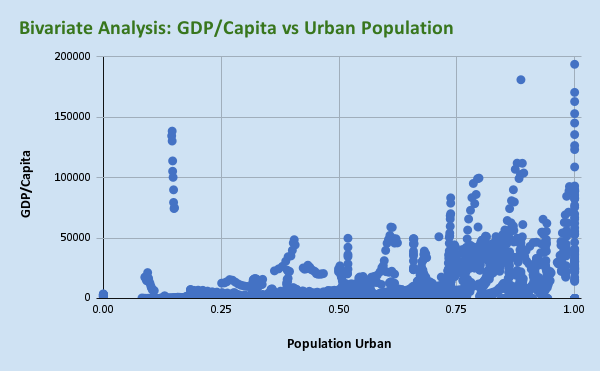 Bivariate Analysis: GDP/Capita vs Urban Population
200000
150000
100000
50000
0
GDP/Capita
0.00 0.25 0.50 0.75 1.00
Population Urban